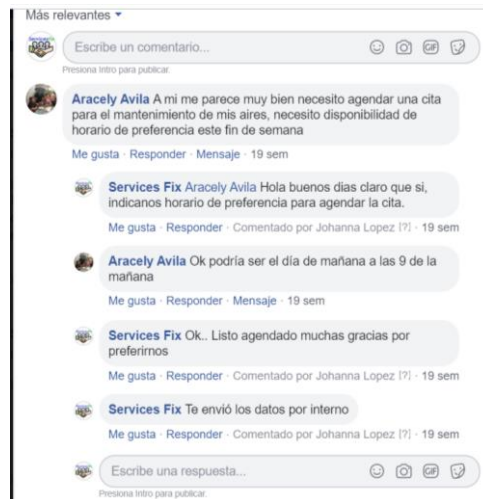 Más relevantes
Escribe un comentario...
GIF
Presiona Intro para publicar.
Aracely Avila A mi me parece muy bien necesito agendar una cita
para el mantenimiento de mis aires, necesito disponibilidad de
horario de preferencia este fin de semana
Me gusta · Responder · Mensaje · 19 sem
Services Fix Aracely Avila Hola buenos dias claro que si,
indicanos horario de preferencia para agendar la cita.
Me gusta · Responder · Comentado por Johanna Lopez [?] · 19 sem
Aracely Avila Ok podría ser el día de mañana a las 9 de la
mañana
Me gusta · Responder · Mensaje · 19 sem
Services Fix Ok.. Listo agendado muchas gracias por
preferirnos
Me gusta · Responder · Comentado por Johanna Lopez [?] · 19 sem
Services Fix Te envió los datos por interno
Me gusta · Responder · Comentado por Johanna Lopez [?] · 19 sem
Escribe una respuesta...
GIF
Presiona Intro para publicar.